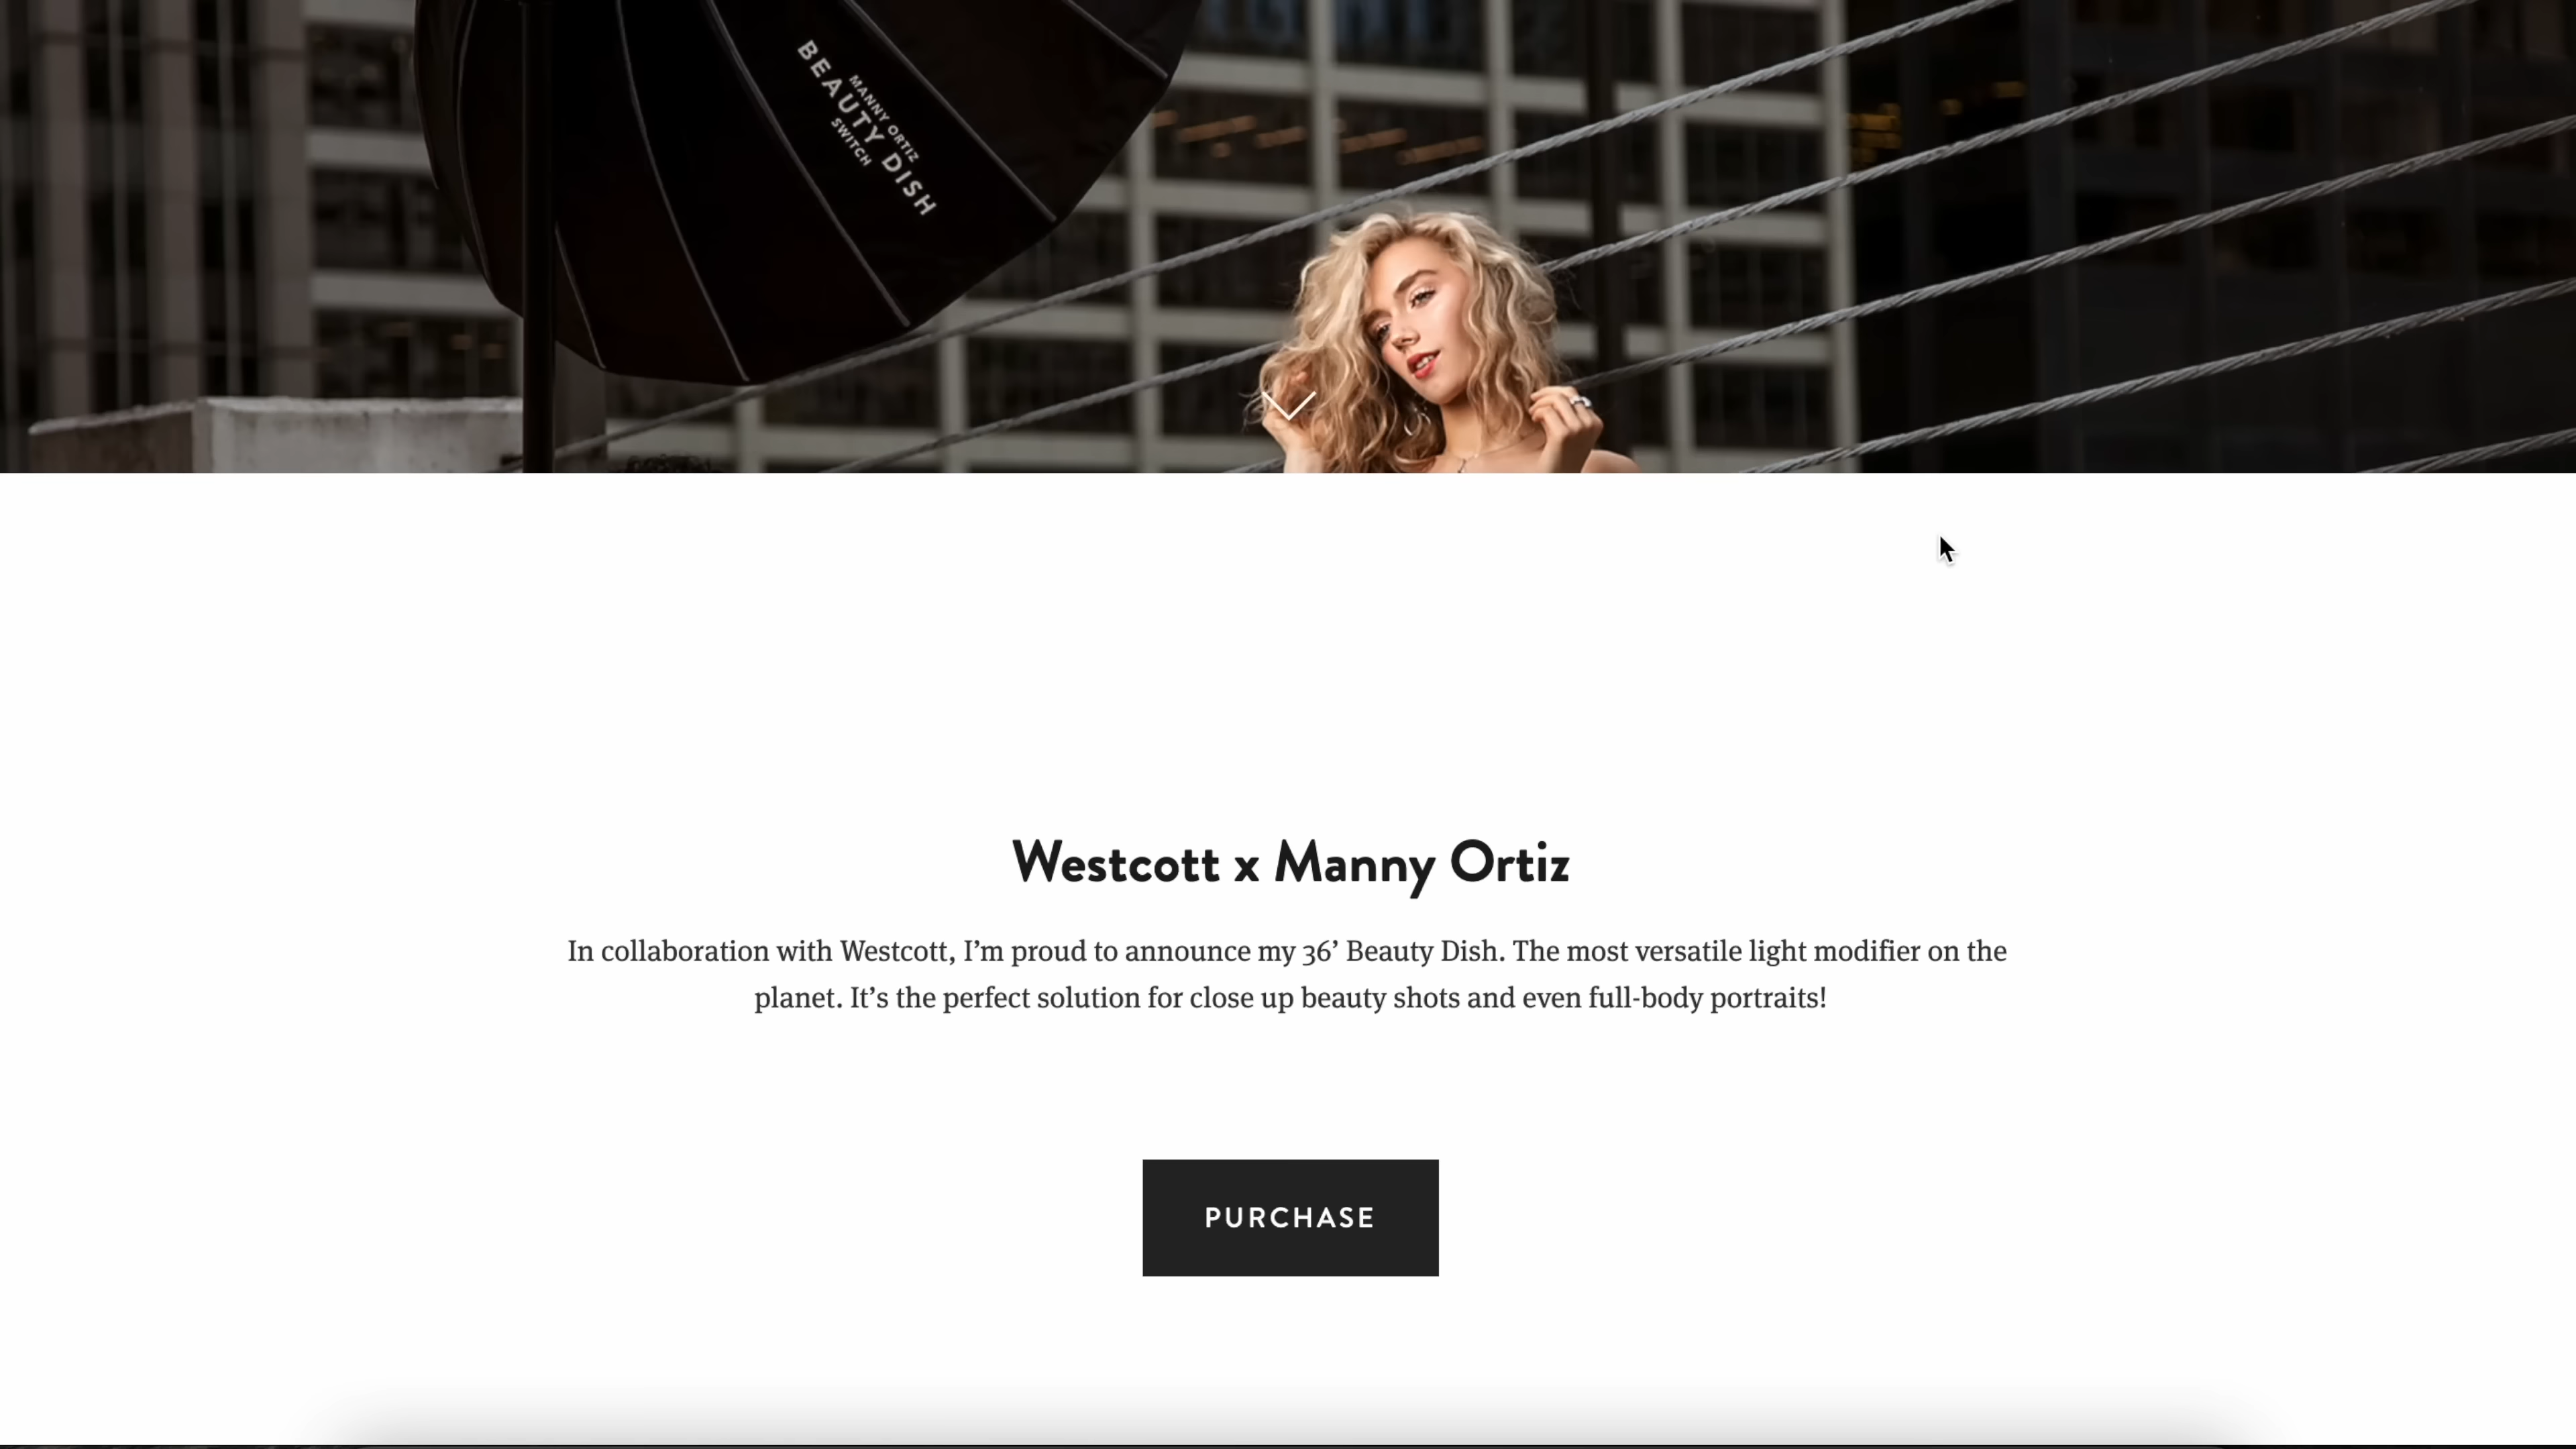 MANNY ORTIZ
BEAUTY DISH
SWITCH
Westcott x Manny Ortiz
In collaboration with Westcott, I’m proud to announce my 36’ Beauty Dish. The most versatile light modifier on the
planet. It’s the perfect solution for close up beauty shots and even full-body portraits!
PURCHASE